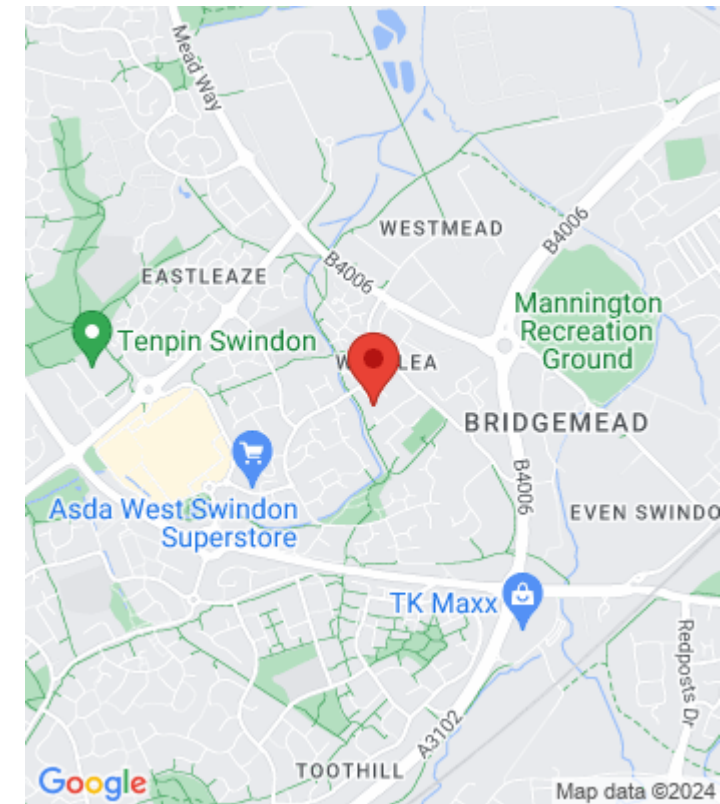 Mead Way
WESTMEAD
B4006
EASTLEAZE
B4006
Mannington
Recreation
Ground
Tenpin Swindon
W LEA
BRIDGEMEAD
B4006
Asda West Swindon
Superstore
EVEN SWINDO
TK Maxx
Redposts Dr
A3102
TOOTHILL
Google
Map data ©2024